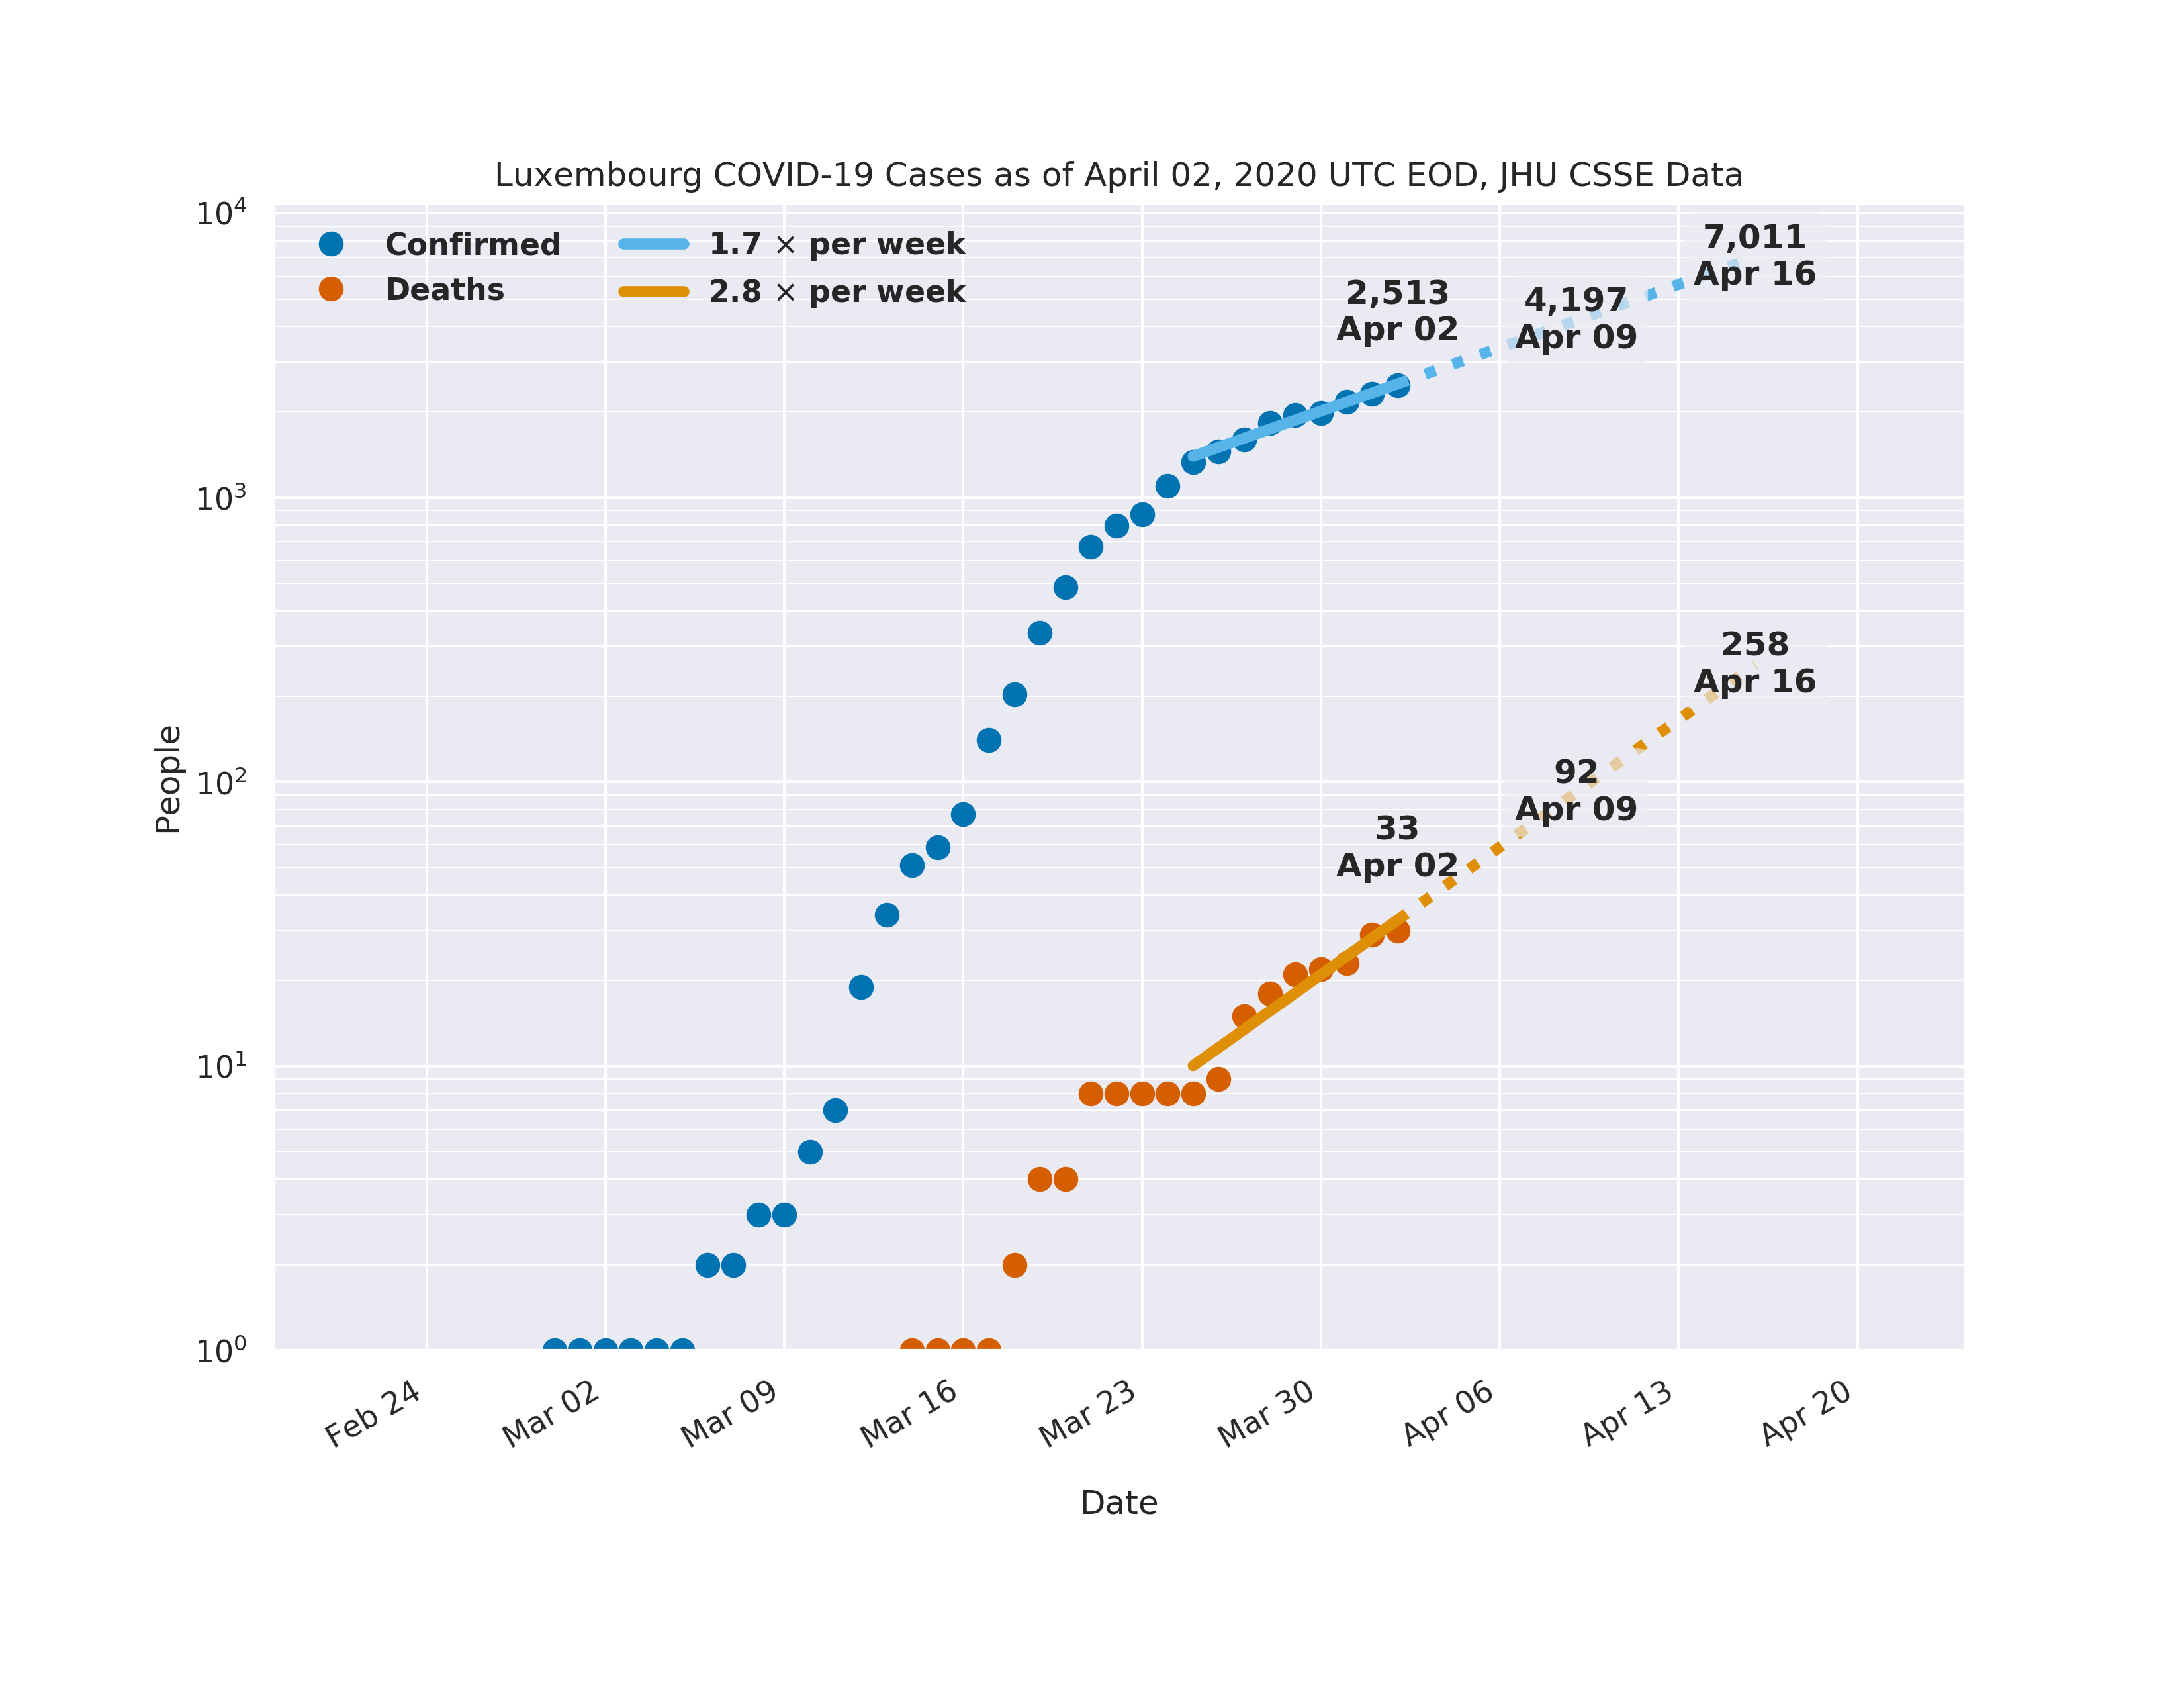 Luxembourg COVID-19 Cases as of April 02, 2020 UTC EOD, JHU CSSE Data
Confirmed
Deaths
1.7 × per week
2.8 × per week
2,513
Apr 02
4,197
Apr 09
7,011
Apr 16
33
Apr 02
92
Apr 09
258
Apr 16
People
10⁴
10³
10²
10¹
10⁰
Feb 24
Mar 02
Mar 09
Mar 16
Mar 23
Mar 30
Apr 06
Apr 13
Apr 20
Date